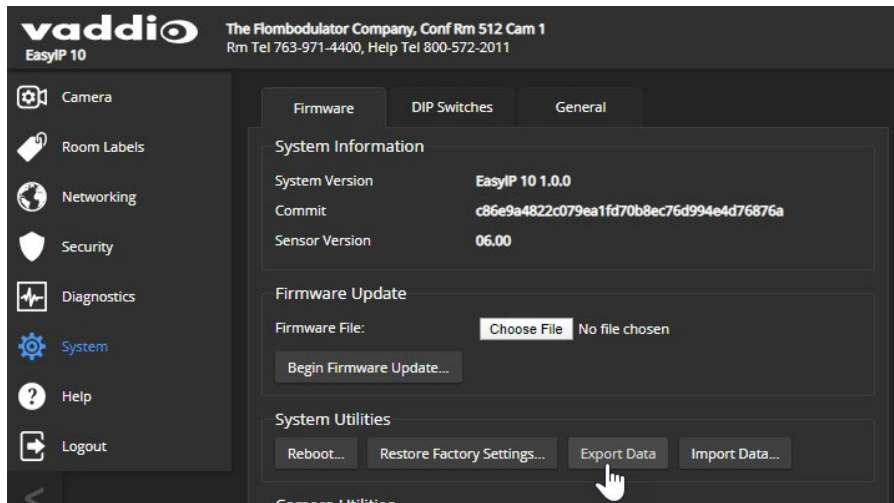 vaddio
EasyIP 10
The Flombodulator Company, Conf Rm 512 Cam 1
Rm Tel 763-971-4400, Help Tel 800-572-2011
Camera
Room Labels
Networking
Security
Diagnostics
System
Help
Logout
Firmware
DIP Switches
General
System Information
System Version EasyIP 10 1.0.0
Commit c86e9a4822c079ea1fd70b8ec76d994e4d76876a
Sensor Version 06.00
Firmware Update
Firmware File: Choose File No file chosen
Begin Firmware Update...
System Utilities
Reboot... Restore Factory Settings... Export Data Import Data...